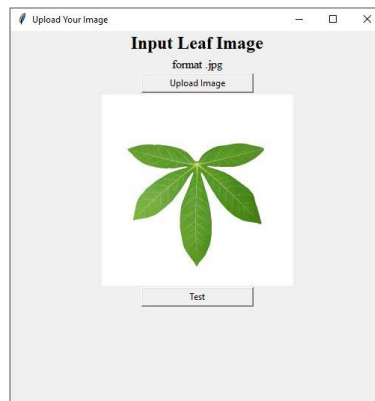 Upload Your Image
Input Leaf Image
format .jpg
Upload Image
Test